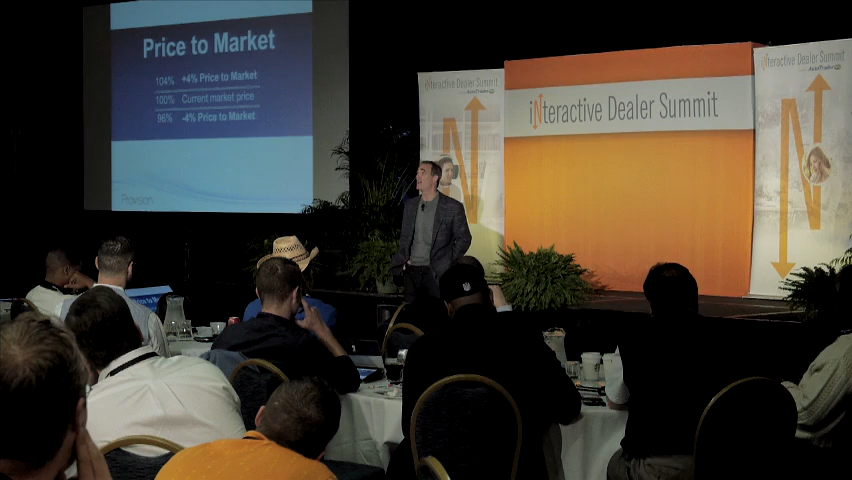 Price to Market
104% +4% Price to Market
100% Current market price
96% -4% Price to Market
Provision
iNteractive Dealer Summit
iNteractive Dealer Summit
iNteractive Dealer Summit